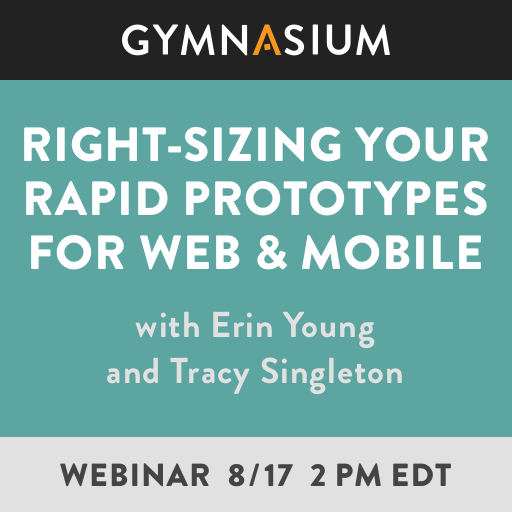 GYMNASIUM
RIGHT-SIZING YOUR
RAPID PROTOTYPES
FOR WEB & MOBILE
with Erin Young
and Tracy Singleton
WEBINAR 8/17 2 PM EDT